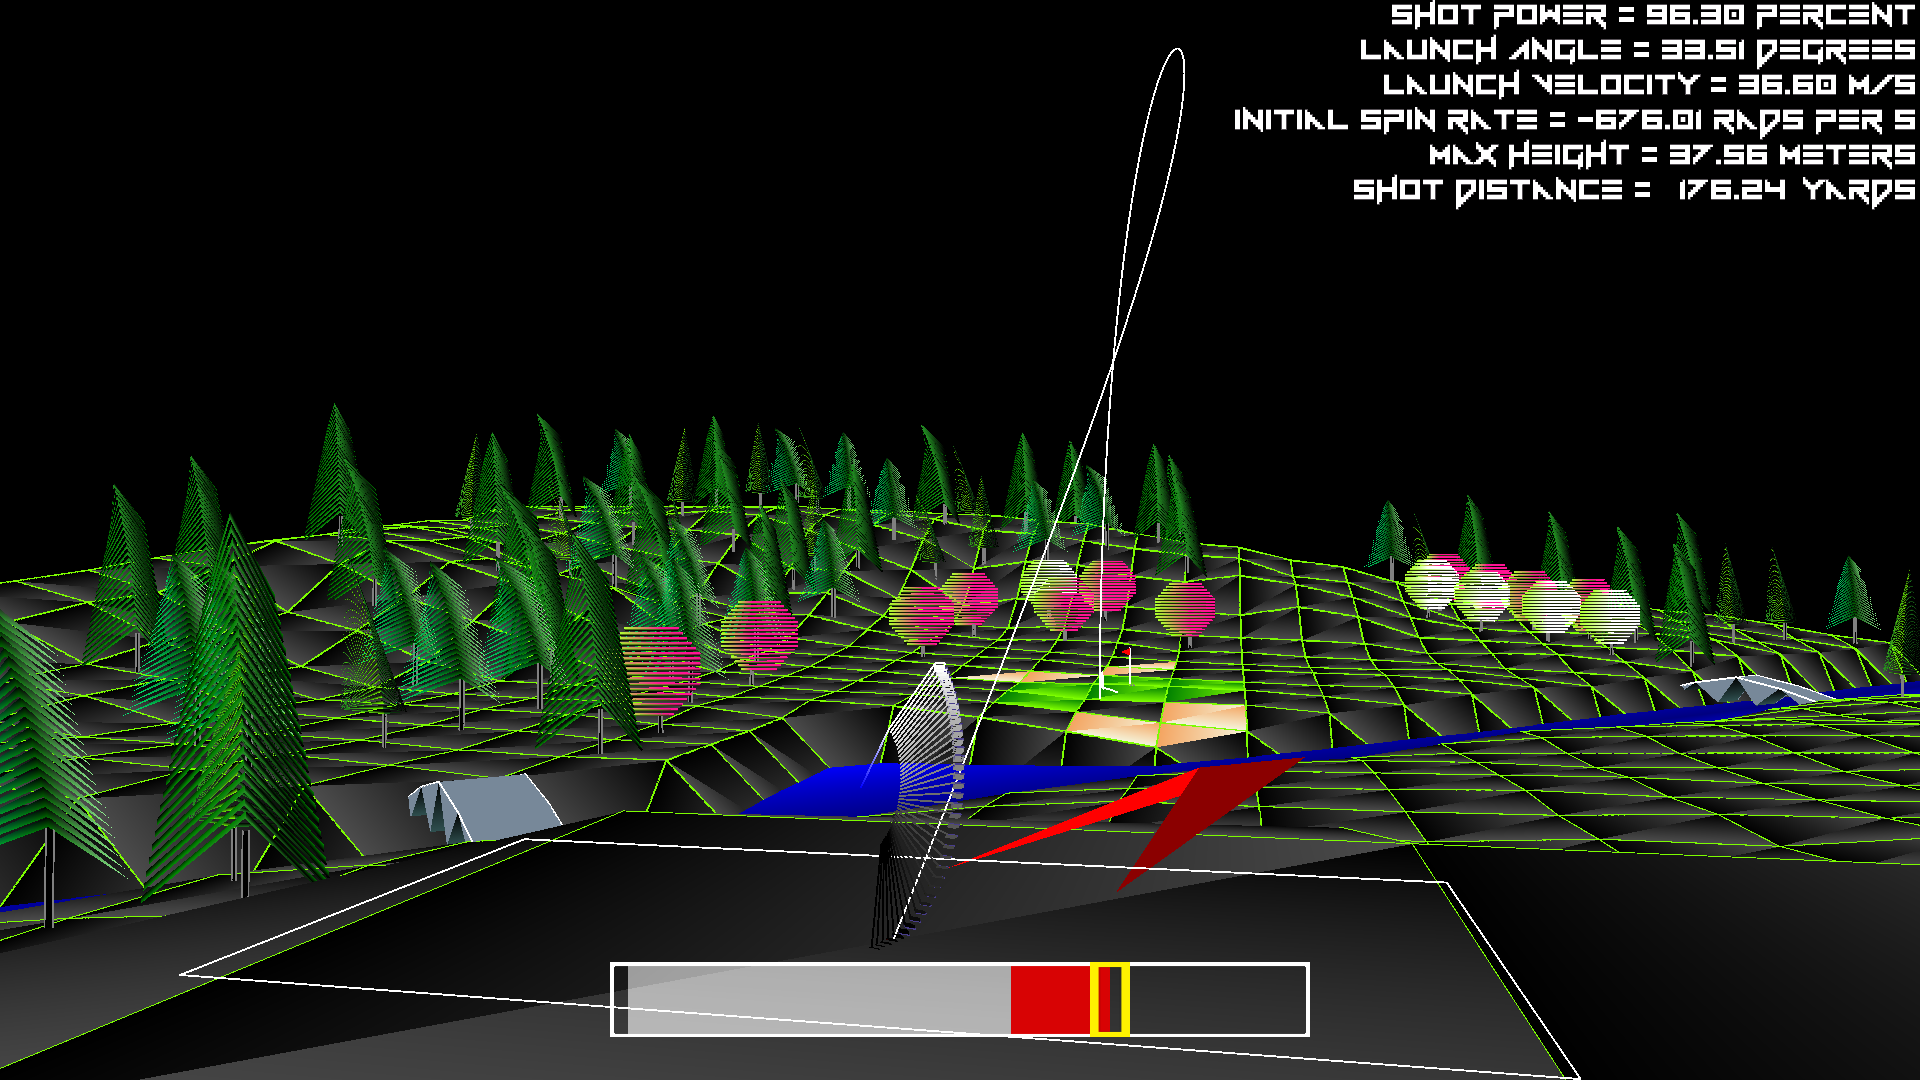 SHOT POWER = 96.30 PERCENT
LAUNCH ANGLE = 33.51 DEGREES
LAUNCH VELOCITY = 36.60 M/S
INITIAL SPIN RATE = -676.01 RADS PER S
MAX HEIGHT = 37.56 METERS
SHOT DISTANCE = 176.24 YARDS